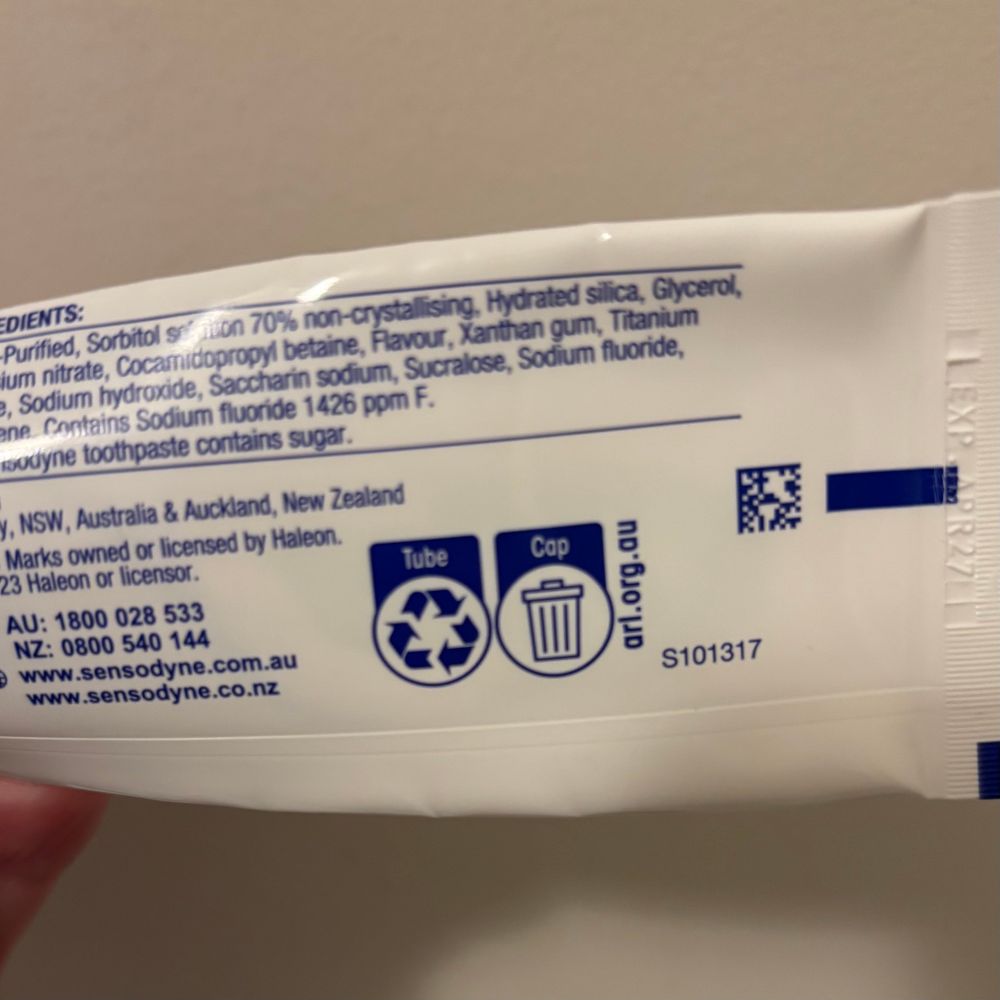 EDIENTS:
-Purified, Sorbitol solution 70% non-crystallising, Hydrated silica, Glycerol,
ium nitrate, Cocamidopropyl betaine, Flavour, Xanthan gum, Titanium
e, Sodium hydroxide, Saccharin sodium, Sucralose, Sodium fluoride,
ene. Contains Sodium fluoride 1426 ppm F.
nsodyne toothpaste contains sugar.
y, NSW, Australia & Auckland, New Zealand
Marks owned or licensed by Haleon.
23 Haleon or licensor.
AU: 1800 028 533
NZ: 0800 540 144
www.sensodyne.com.au
www.sensodyne.co.nz
Tube
Cap
arl.org.au
S101317
EXP APR27